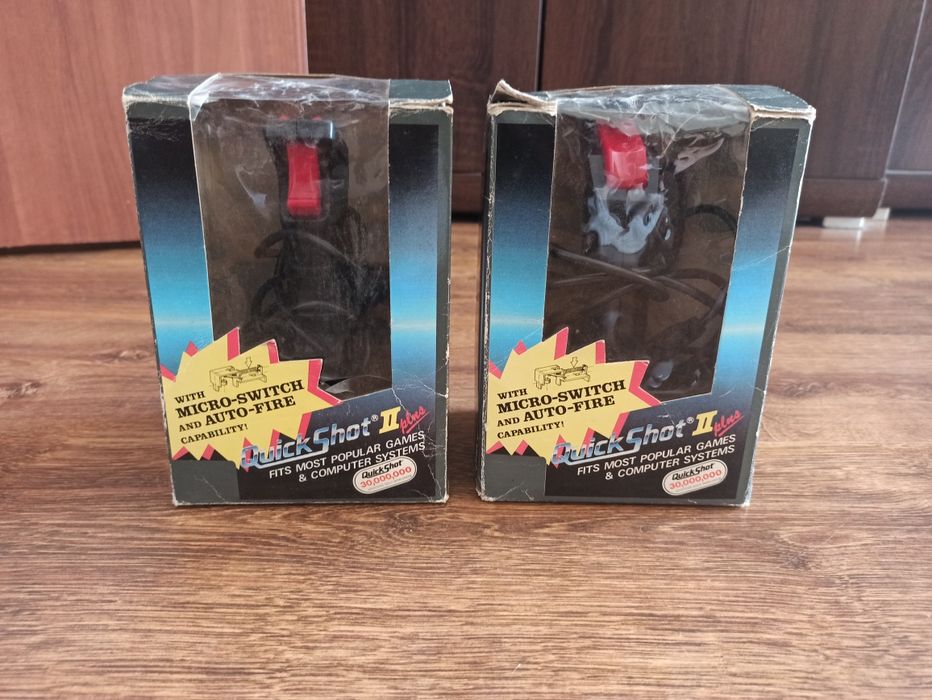 WITH
MICRO-SWITCH
AND AUTO-FIRE
CAPABILITY!
QuickShot® II plus
FITS MOST POPULAR GAMES
& COMPUTER SYSTEMS
QuickShot
30,000,000
WITH
MICRO-SWITCH
AND AUTO-FIRE
CAPABILITY!
QuickShot® II plus
FITS MOST POPULAR GAMES
& COMPUTER SYSTEMS
QuickShot
30,000,000